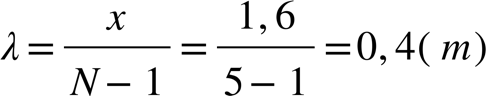 λ = x / (N − 1) = 1,6 / (5 − 1) = 0,4( m)